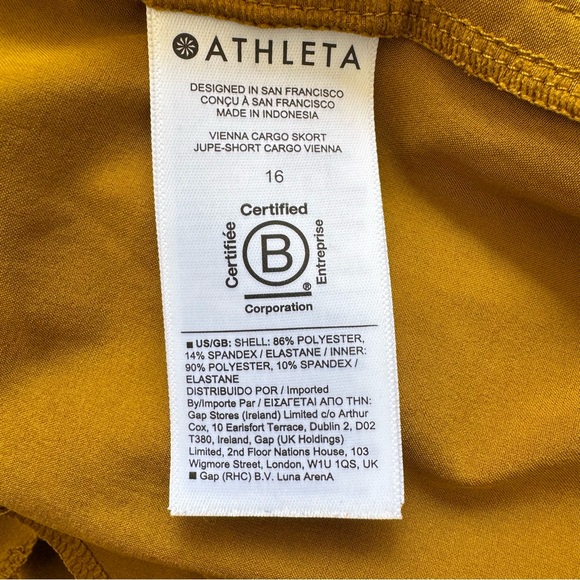 ATHLETA
DESIGNED IN SAN FRANCISCO
CONÇU À SAN FRANCISCO
MADE IN INDONESIA
VIENNA CARGO SKORT
JUPE-SHORT CARGO VIENNA
16
Certified
Certifiée
B
Entreprise
®
Corporation
■ US/GB: SHELL: 86% POLYESTER,
14% SPANDEX / ELASTANE / INNER:
90% POLYESTER, 10% SPANDEX /
ELASTANE
DISTRIBUIDO POR / Imported
By/Importe Par / ΕΙΣΑΓΕΤΑΙ ΑΠΟ ΤΗΝ:
Gap Stores (Ireland) Limited c/o Arthur
Cox, 10 Earlsfort Terrace, Dublin 2, D02
T380, Ireland, Gap (UK Holdings)
Limited, 2nd Floor Nations House, 103
Wigmore Street, London, W1U 1QS, UK
■ Gap (RHC) B.V. Luna ArenA